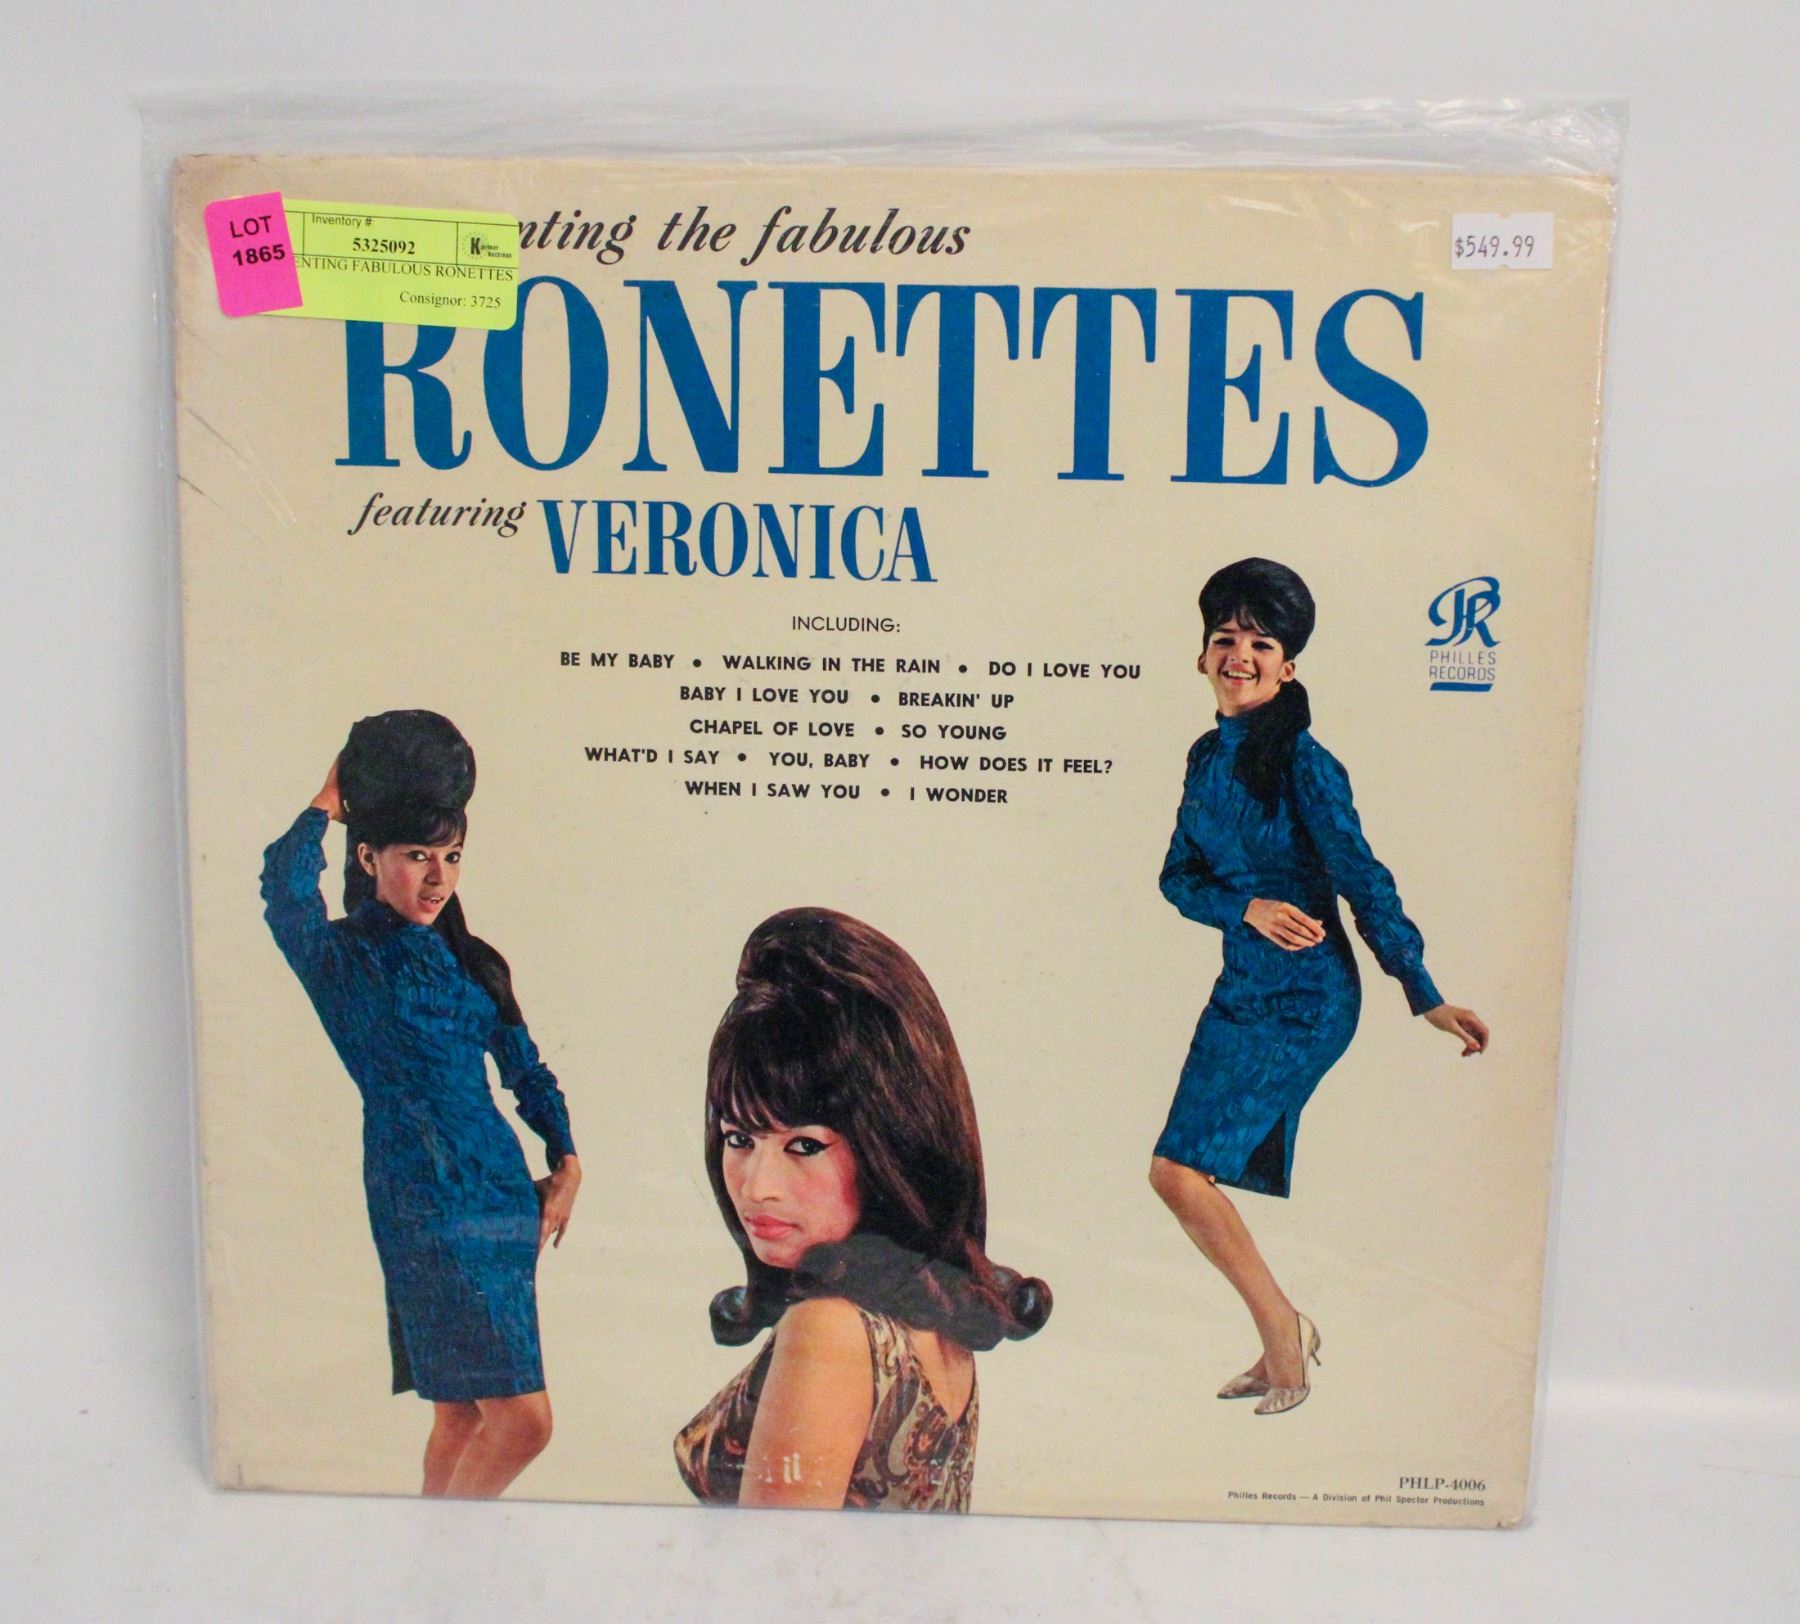 LOT
1865
Inventory #:
5325092
ENTING FABULOUS RONETTES
Consignor: 3725
nting the fabulous
$549.99
RONETTES
featuring VERONICA
INCLUDING:
BE MY BABY • WALKING IN THE RAIN • DO I LOVE YOU
BABY I LOVE YOU • BREAKIN' UP
CHAPEL OF LOVE • SO YOUNG
WHAT'D I SAY • YOU, BABY • HOW DOES IT FEEL?
WHEN I SAW YOU • I WONDER
PHILLES
RECORDS
PHLP-4006
Philles Records — A Division of Phil Spector Productions